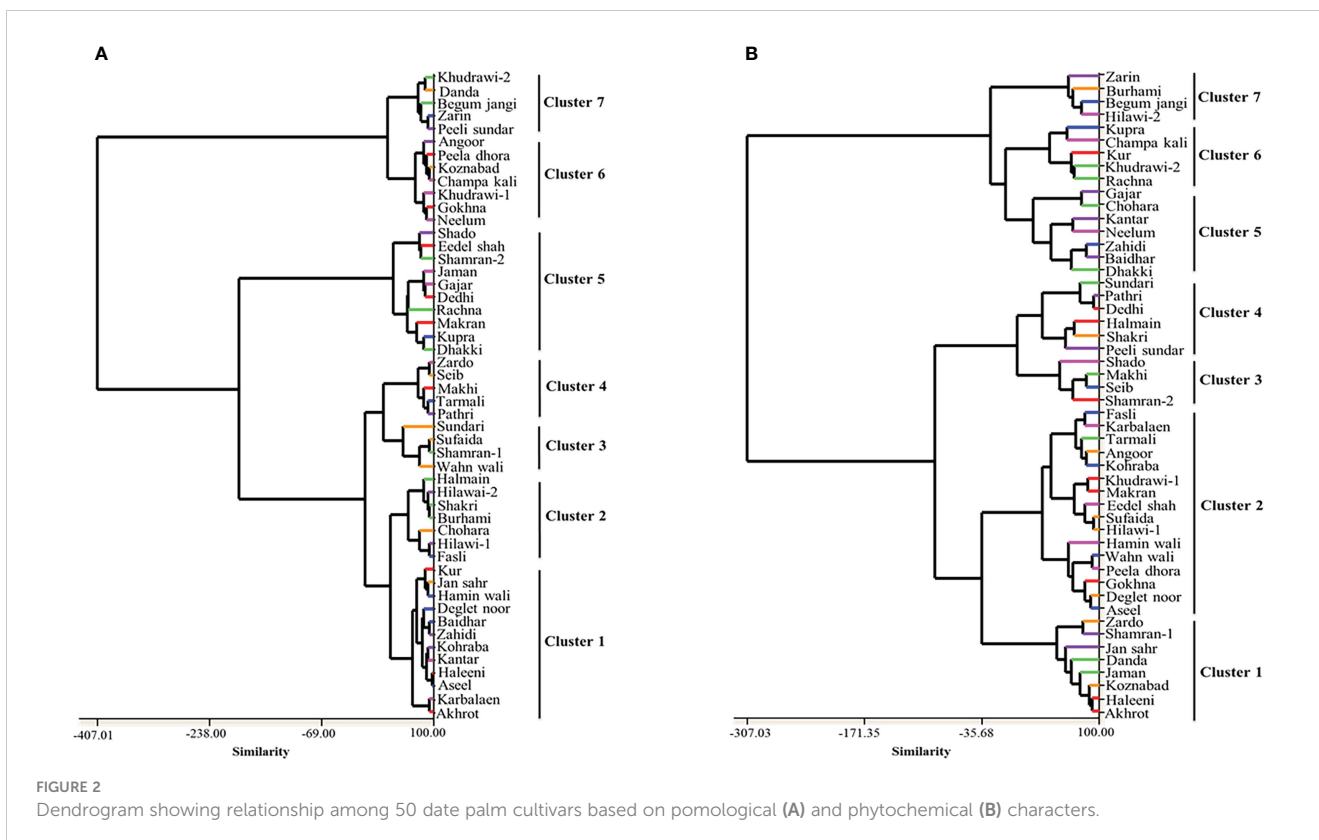 A
Khudrawi-2
Danda
Begum jangi
Zarin
Peeli sundar
Cluster 7
Angoor
Peela dhora
Koznabad
Champa kali
Khudrawi-1
Gokhna
Neelum
Cluster 6
Shado
Eedel shah
Shamran-2
Jaman
Gajar
Dedhi
Rachna
Makran
Kupra
Dhakki
Cluster 5
Zardo
Seib
Makhi
Tarmali
Pathri
Cluster 4
Sundari
Sufaida
Shamran-1
Wahn wali
Cluster 3
Halmain
Hilawai-2
Shakri
Burhami
Chohara
Hilawi-1
Fasli
Cluster 2
Kur
Jan sahr
Hamin wali
Deglet noor
Baidhar
Zahidi
Kohraba
Kantar
Haleeni
Aseel
Karbalaen
Akhrot
Cluster 1
-407.01 -238.00 -69.00 100.00
Similarity
B
Zarin
Burhami
Begum jangi
Hilawi-2
Cluster 7
Kupra
Champa kali
Kur
Khudrawi-2
Rachna
Cluster 6
Gajar
Chohara
Kantar
Neelum
Zahidi
Baidhar
Dhakki
Cluster 5
Sundari
Pathri
Dedhi
Halmain
Shakri
Peeli sundar
Cluster 4
Shado
Makhi
Seib
Shamran-2
Cluster 3
Fasli
Karbalaen
Tarmali
Angoor
Kohraba
Khudrawi-1
Makran
Eedel shah
Sufaida
Hilawi-1
Hamin wali
Wahn wali
Peela dhora
Gokhna
Deglet noor
Aseel
Cluster 2
Zardo
Shamran-1
Jan sahr
Danda
Jaman
Koznabad
Haleeni
Akhrot
Cluster 1
-307.03 -171.35 -35.68 100.00
Similarity
FIGURE 2
Dendrogram showing relationship among 50 date palm cultivars based on pomological (A) and phytochemical (B) characters.